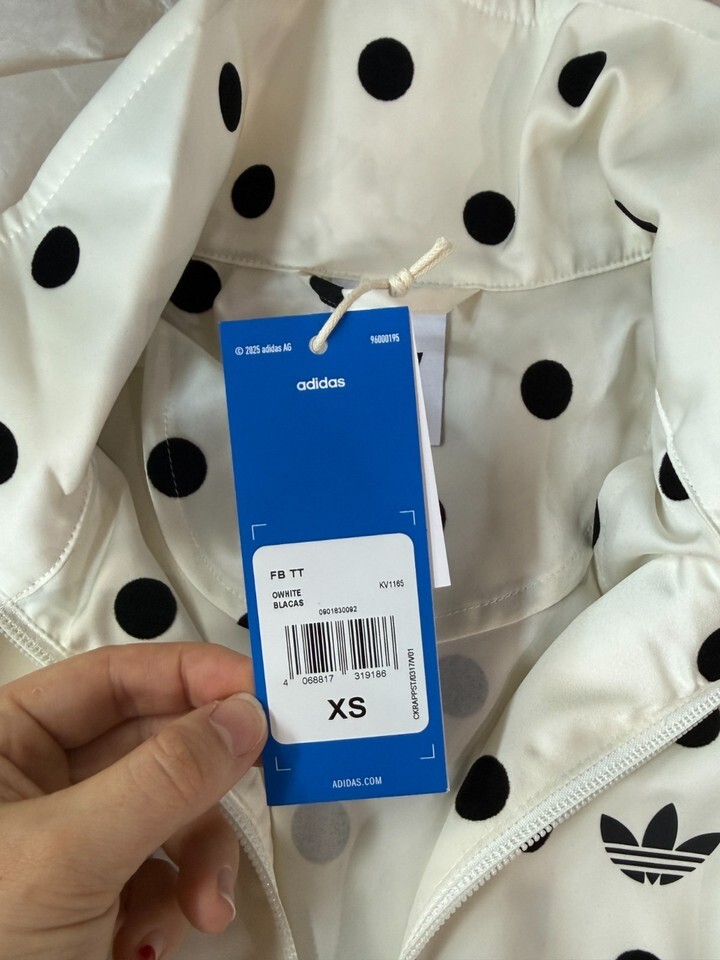 © 2025 adidas AG
96000195
adidas
FB TT
KV1165
OWHITE
BLACAS
0901630092
4 068817 319186
XS
CKRAPPST/0317/V01
ADIDAS.COM